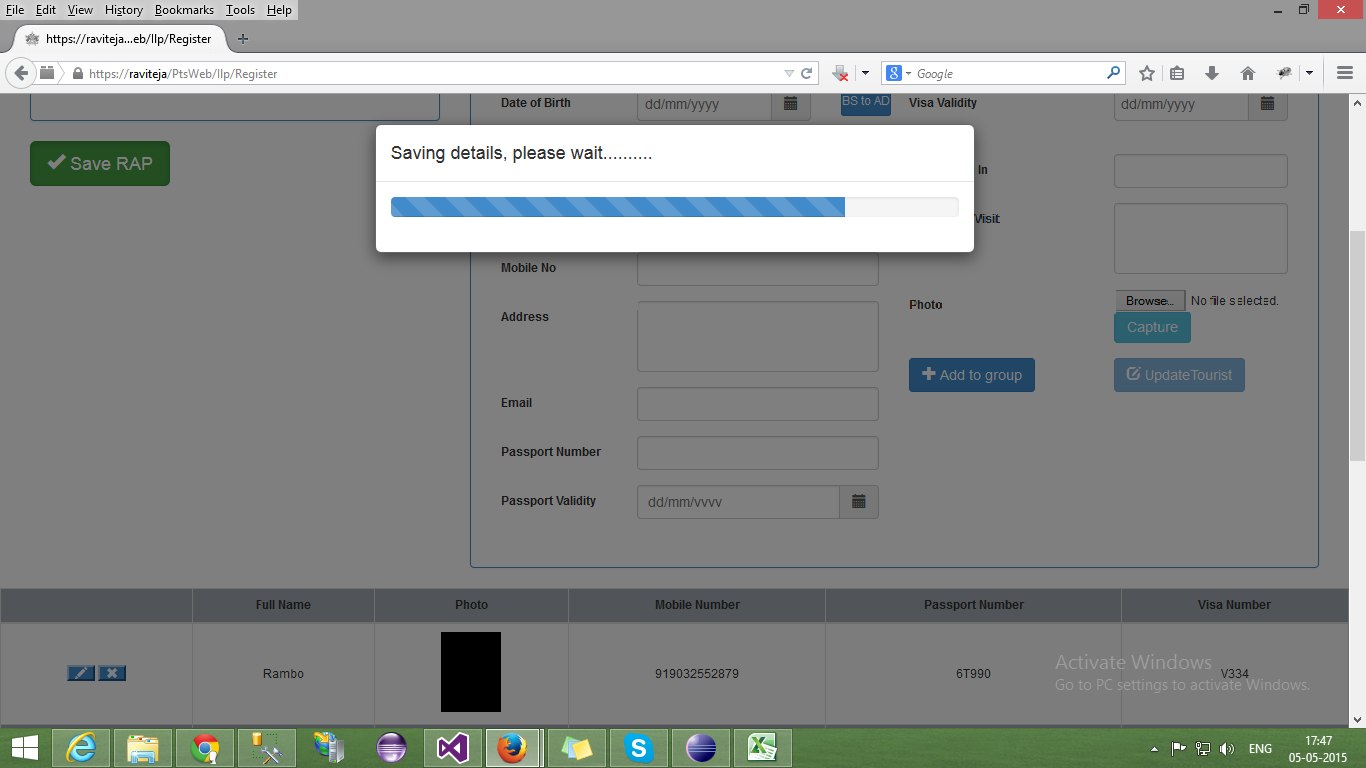 File Edit View History Bookmarks Tools Help
https://raviteja...eb/llp/Register
https://raviteja/PtsWeb/llp/Register
Google
Date of Birth
dd/mm/yyyy
BS to AD
Visa Validity
dd/mm/yyyy
Saving details, please wait..........
Save RAP
In
Visit
Mobile No
Address
Photo
Browse...
No file selected.
Capture
Add to group
UpdateTourist
Email
Passport Number
Passport Validity
dd/mm/yyyy
Full Name Photo Mobile Number Passport Number Visa Number
Rambo 919032552879 6T990 V334
Activate Windows
Go to PC settings to activate Windows.
ENG
17:47
05-05-2015